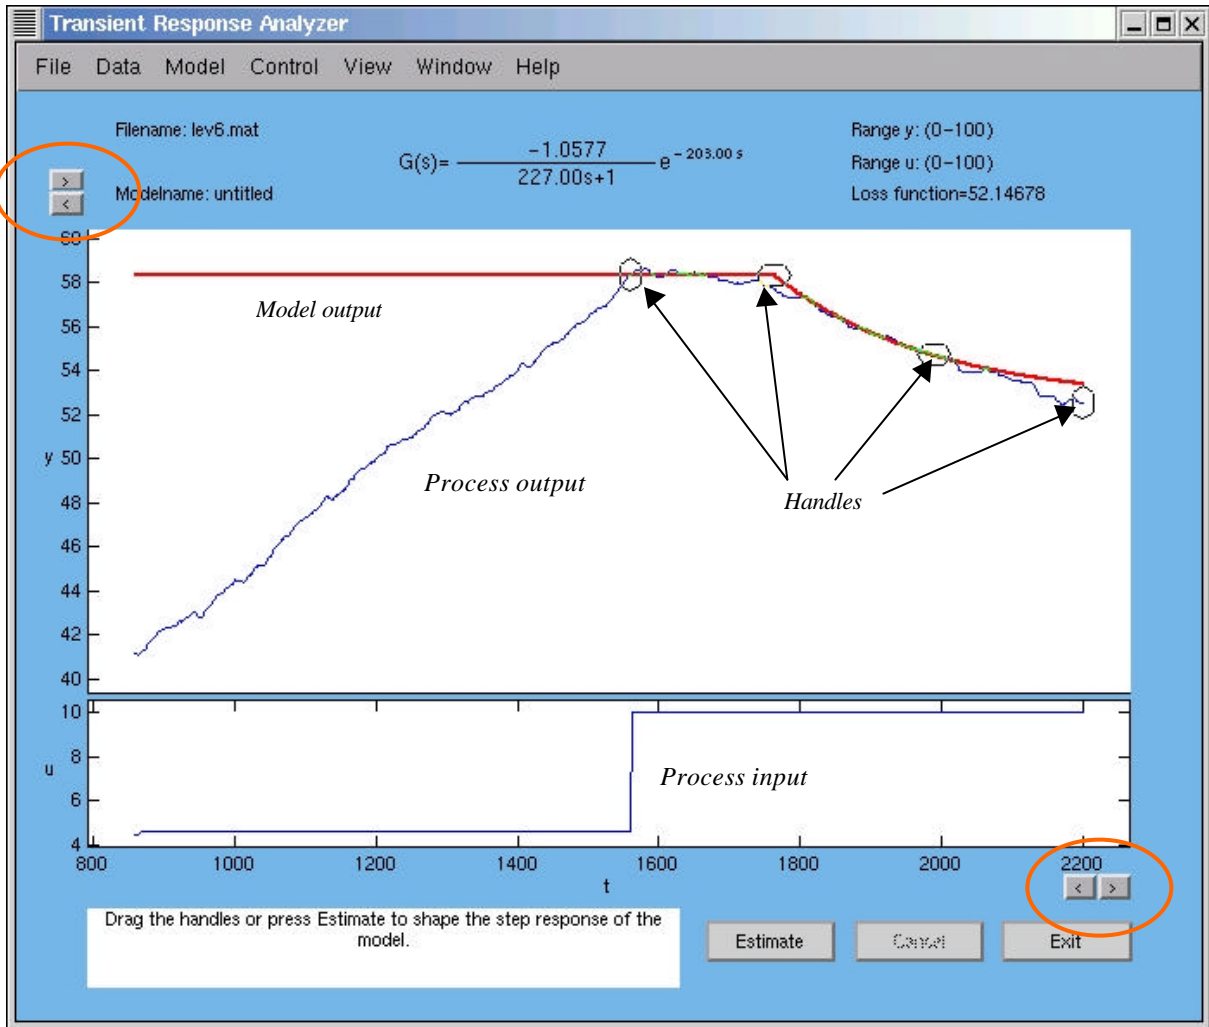 Transient Response Analyzer
File Data Model Control View Window Help
Filename: lev6.mat
Modelname: untitled
G(s)= -1.0577
227.00s+1
e - 203.00 s
Range y: (0-100)
Range u: (0-100)
Loss function=52.14678
>
<
60
58
56
54
52
y 50
48
46
44
42
40
Model output
Process output
Handles
10
8
u
6
4
Process input
800 1000 1200 1400 1600 1800 2000 2200
t
< >
Drag the handles or press Estimate to shape the step response of the
model.
Estimate Cancel Exit